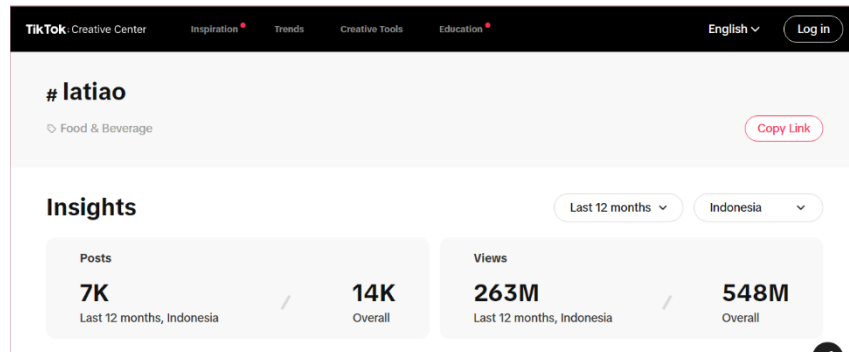 TikTok: Creative Center Inspiration Trends Creative Tools Education English Log in
# latiao
Food & Beverage Copy Link
Insights Last 12 months Indonesia
Posts Views
7K / 14K 263M / 548M
Last 12 months, Indonesia Overall Last 12 months, Indonesia Overall